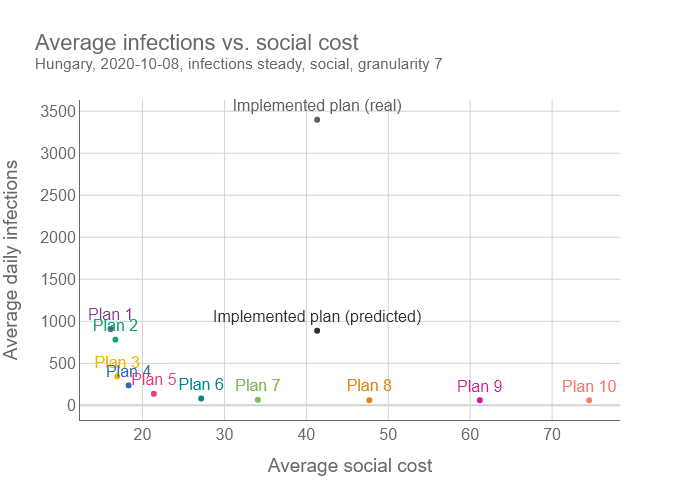 Average infections vs. social cost
Hungary, 2020-10-08, infections steady, social, granularity 7
Average daily infections
3500
3000
2500
2000
1500
1000
500
0
Implemented plan (real)
Plan 1
Implemented plan (predicted)
Plan 2
Plan 3
Plan 4
Plan 5
Plan 6
Plan 7
Plan 8
Plan 9
Plan 10
20
30
40
50
60
70
Average social cost